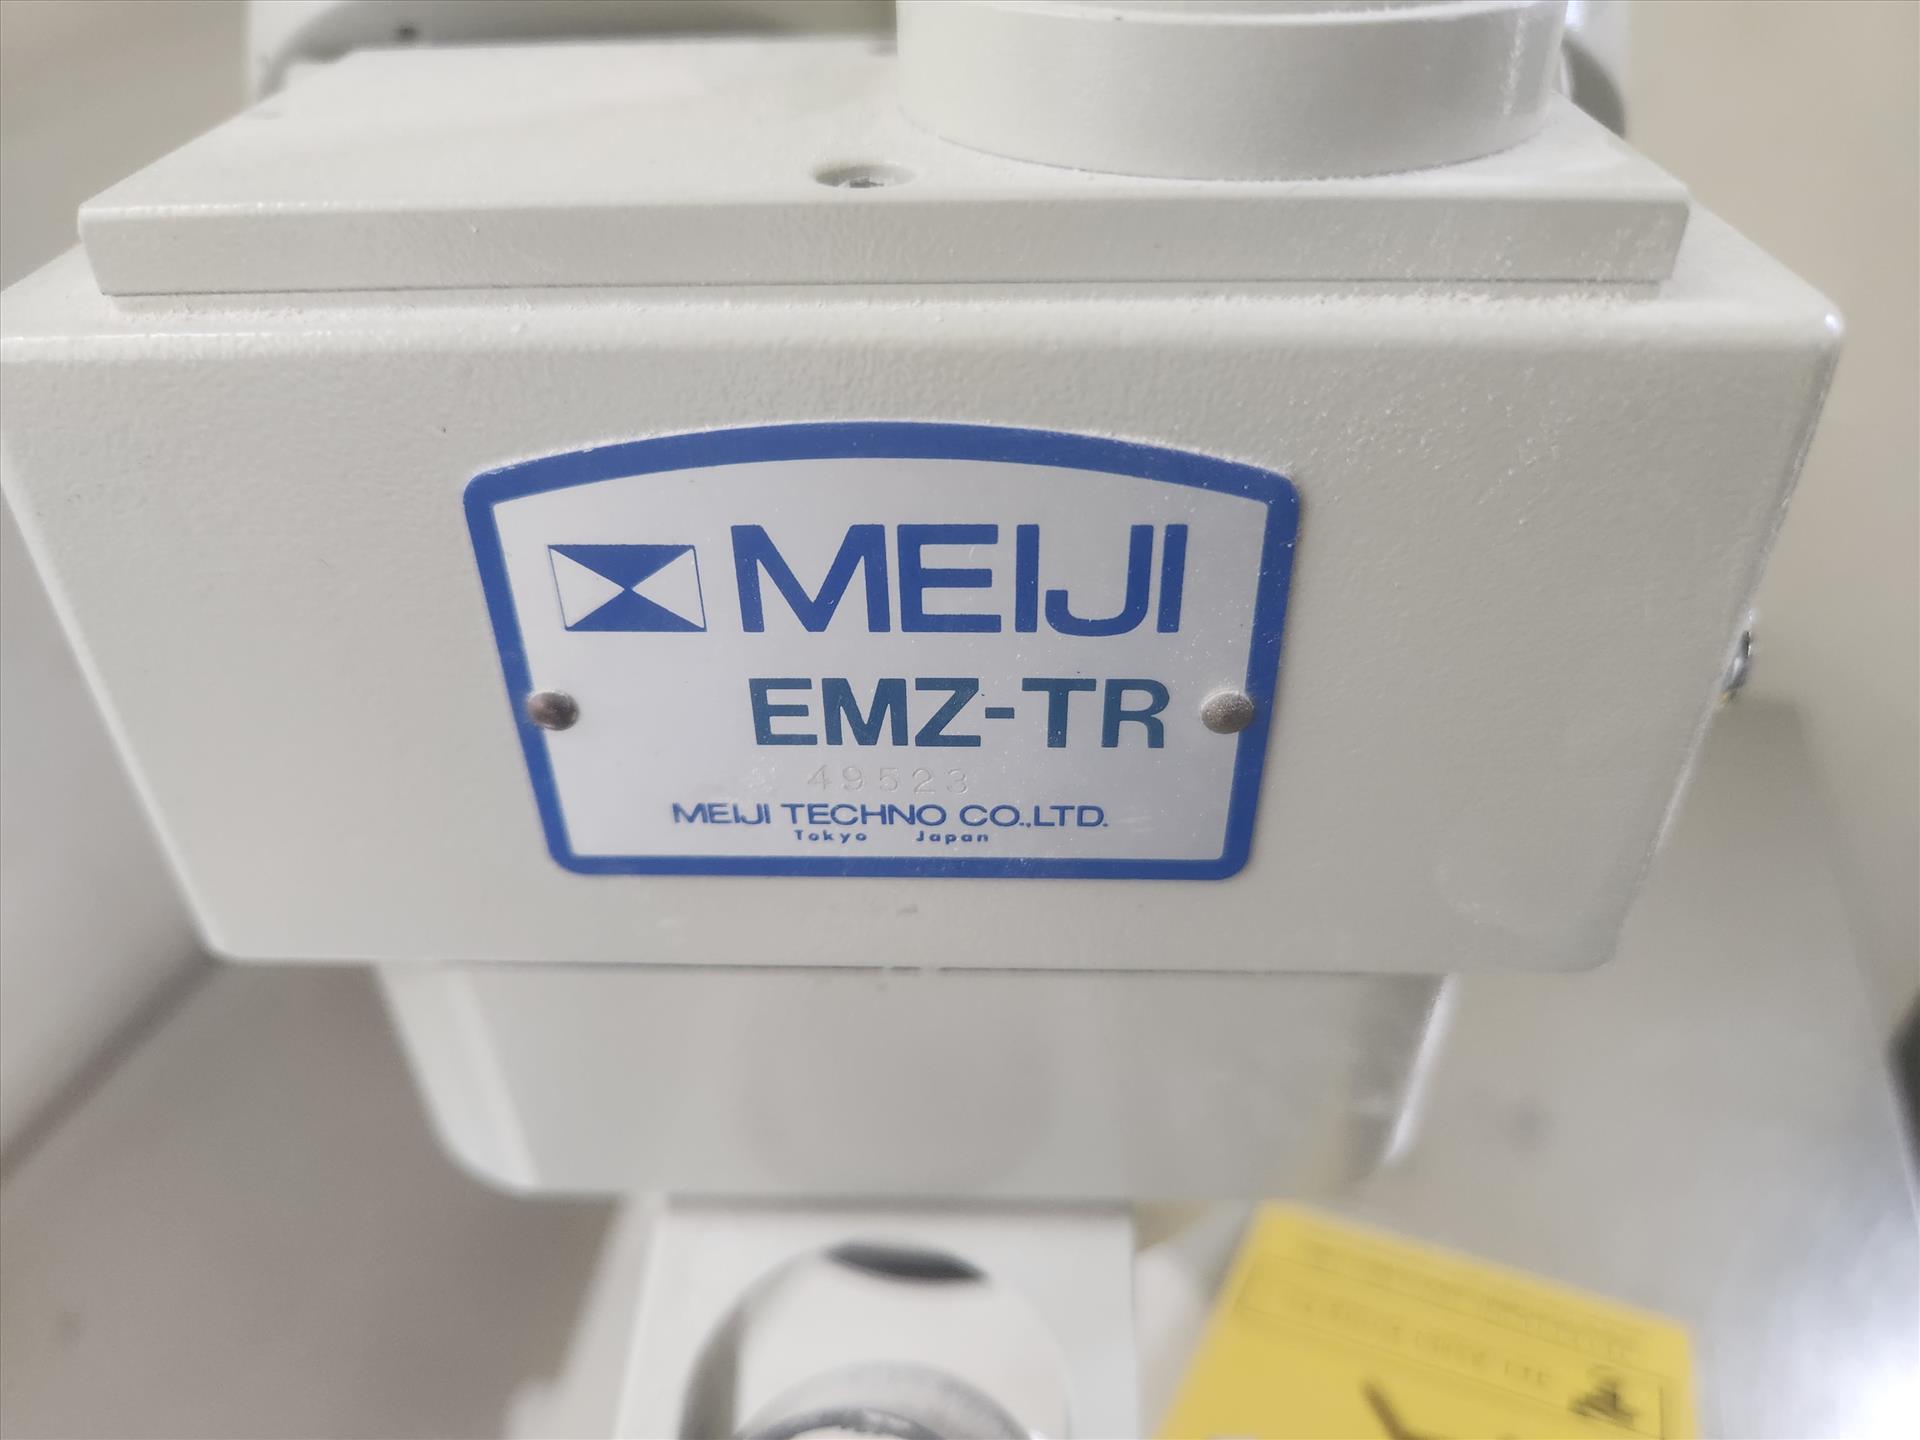 MEIJI
EMZ-TR
49523
MEIJI TECHNO CO.,LTD.
Tokyo Japan